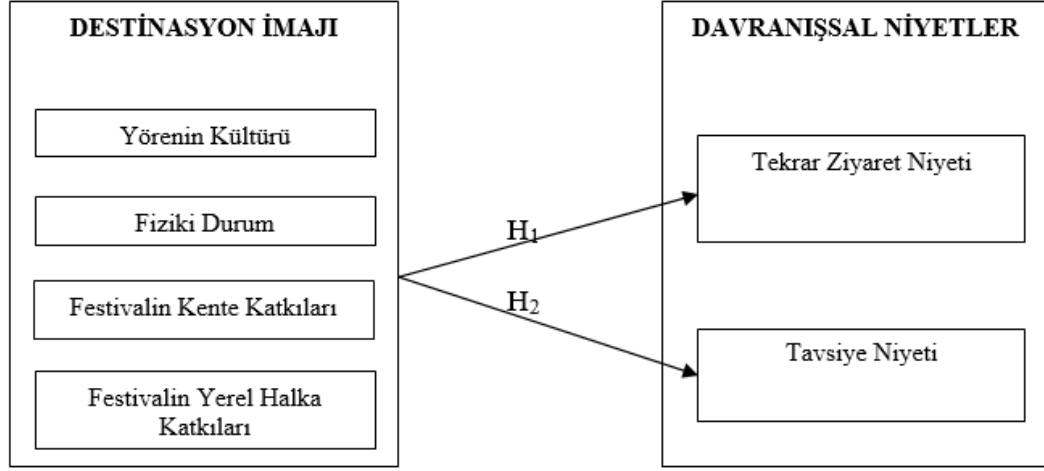 DESTİNASYON İMAJI
Yörenin Kültürü
Fiziki Durum
Festivalin Kente Katkıları
Festivalin Yerel Halka
Katkıları
H₁
H₂
DAVRANIŞSAL NİYETLER
Tekrar Ziyaret Niyeti
Tavsiye Niyeti